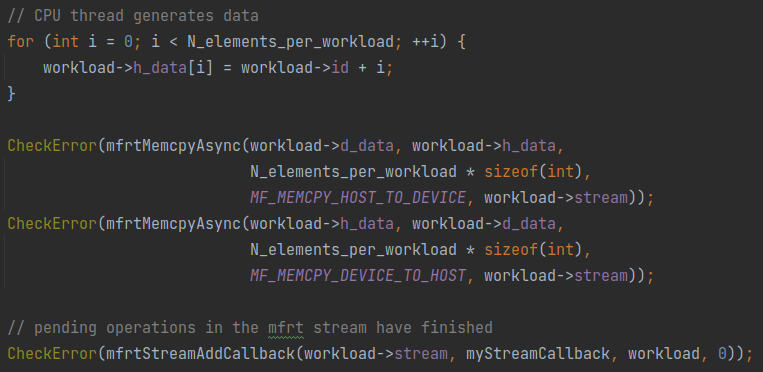 // CPU thread generates data
for (int i = 0; i < N_elements_per_workload; ++i) {
    workload->h_data[i] = workload->id + i;
}
CheckError(mfrtMemcpyAsync(workload->d_data, workload->h_data,
                           N_elements_per_workload * sizeof(int),
                           MF_MEMCPY_HOST_TO_DEVICE, workload->stream));
CheckError(mfrtMemcpyAsync(workload->h_data, workload->d_data,
                           N_elements_per_workload * sizeof(int),
                           MF_MEMCPY_DEVICE_TO_HOST, workload->stream));
// pending operations in the mfrt stream have finished
CheckError(mfrtStreamAddCallback(workload->stream, myStreamCallback, workload, 0));